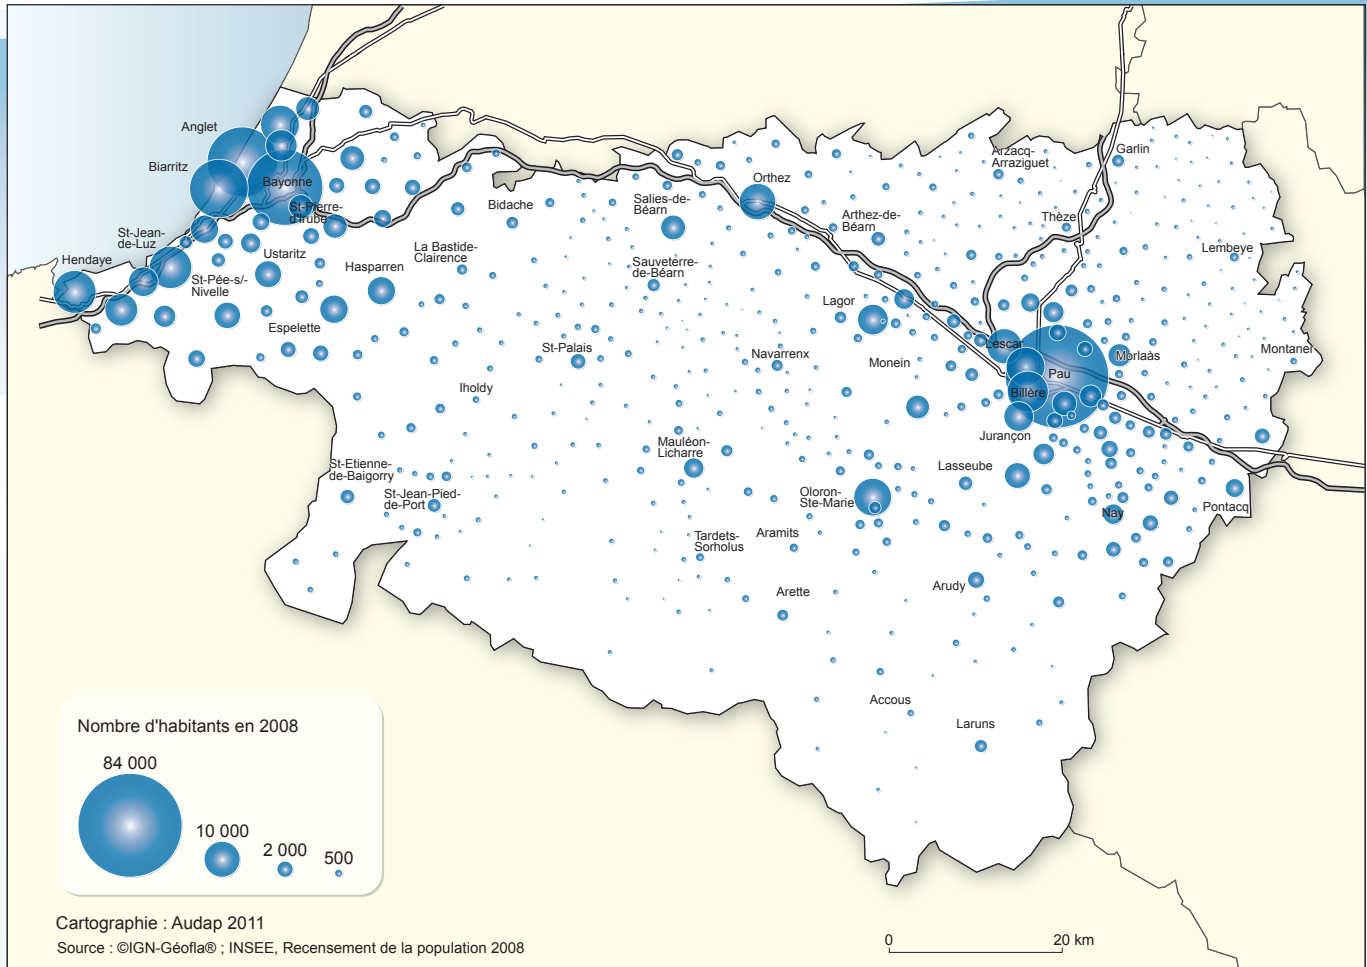 Anglet
Biarritz
Bayonne
St-Pierre-
d'Irube
St-Jean-
de-Luz
Hendaye
Ustaritz
St-Pée-s/-
Nivelle
Espelette
Hasparren
La Bastide-
Clairence
Bidache
Salies-de-
Béarn
Sauveterre-
de-Béarn
Orthez
Arthez-de-
Béarn
Arzacq-
Arraziguet
Garlin
Thèze
Lembeye
Lagor
Monein
Navarrenx
St-Palais
Iholdy
Lescar
Pau
Billère
Morlaàs
Montaner
Jurançon
Lasseube
Mauléon-
Licharre
St-Etienne-
de-Baigorry
St-Jean-Pied-
de-Port
Oloron-
Ste-Marie
Nay
Pontacq
Tardets-
Sorholus
Aramits
Arette
Arudy
Accous
Laruns
Nombre d'habitants en 2008
84 000
10 000
2 000
500
Cartographie : Audap 2011
Source : ©IGN-Géofla® ; INSEE, Recensement de la population 2008
0 20 km